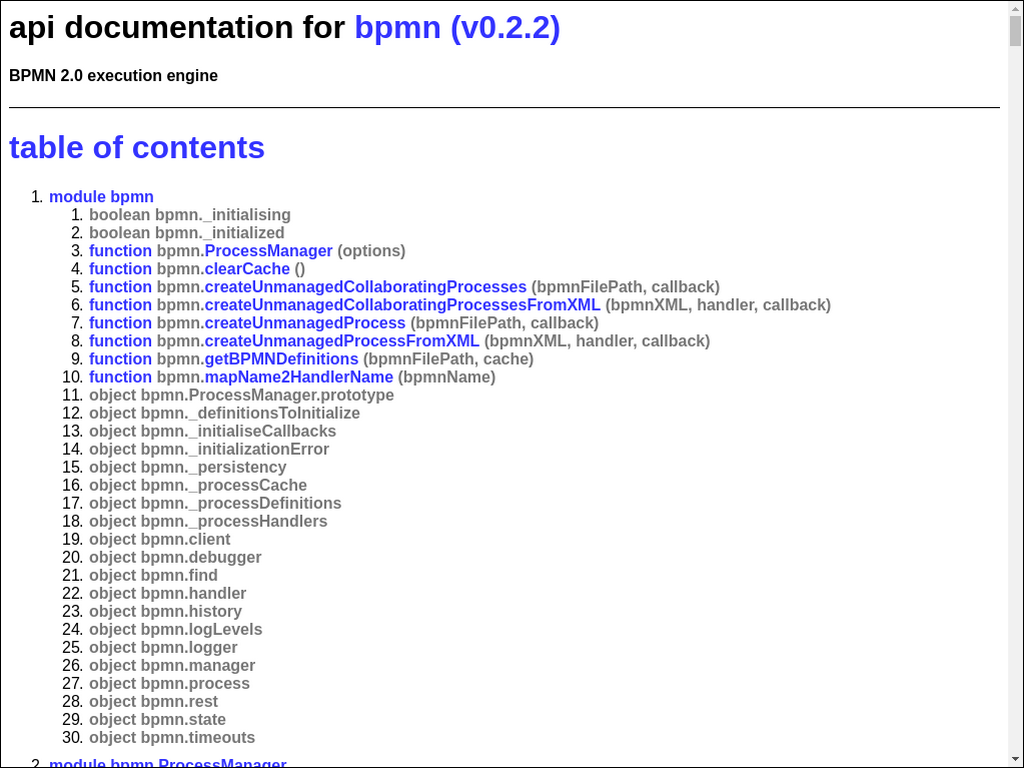 api documentation for bpmn (v0.2.2)
BPMN 2.0 execution engine
table of contents
1. module bpmn
1. boolean bpmn._initialising
2. boolean bpmn._initialized
3. function bpmn.ProcessManager (options)
4. function bpmn.clearCache ()
5. function bpmn.createUnmanagedCollaboratingProcesses (bpmnFilePath, callback)
6. function bpmn.createUnmanagedCollaboratingProcessesFromXML (bpmnXML, handler, callback)
7. function bpmn.createUnmanagedProcess (bpmnFilePath, callback)
8. function bpmn.createUnmanagedProcessFromXML (bpmnXML, handler, callback)
9. function bpmn.getBPMNDefinitions (bpmnFilePath, cache)
10. function bpmn.mapName2HandlerName (bpmnName)
11. object bpmn.ProcessManager.prototype
12. object bpmn._definitionsToInitialize
13. object bpmn._initialiseCallbacks
14. object bpmn._initializationError
15. object bpmn._persistency
16. object bpmn._processCache
17. object bpmn._processDefinitions
18. object bpmn._processHandlers
19. object bpmn.client
20. object bpmn.debugger
21. object bpmn.find
22. object bpmn.handler
23. object bpmn.history
24. object bpmn.logLevels
25. object bpmn.logger
26. object bpmn.manager
27. object bpmn.process
28. object bpmn.rest
29. object bpmn.state
30. object bpmn.timeouts
2. module bpmn.ProcessManager